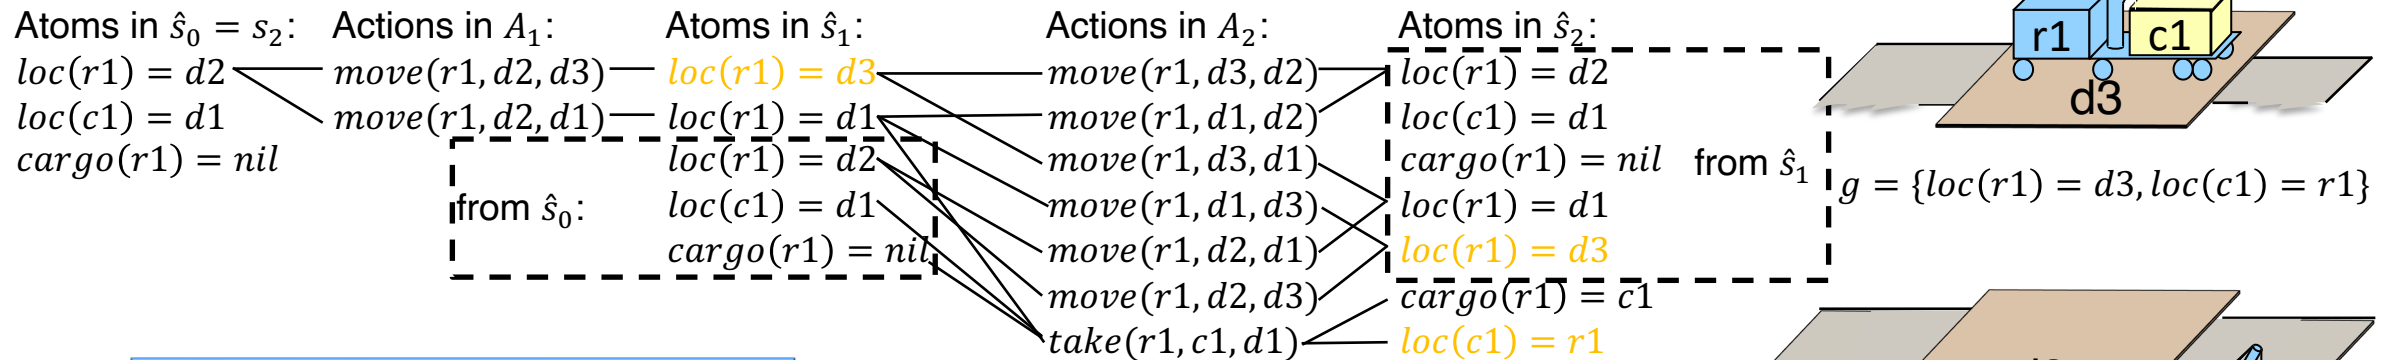 Atoms in ŝ₀ = s₂: Actions in A₁: Atoms in ŝ₁: Actions in A₂: Atoms in ŝ₂:
r1 c1
loc(r1) = d2 move(r1, d2, d3) loc(r1) = d3 move(r1, d3, d2) loc(r1) = d2
d3
loc(c1) = d1 move(r1, d2, d1) loc(r1) = d1 move(r1, d1, d2) loc(c1) = d1
cargo(r1) = nil loc(r1) = d2 move(r1, d3, d1) cargo(r1) = nil from ŝ₁
g = {loc(r1) = d3, loc(c1) = r1}
from ŝ₀: loc(c1) = d1 move(r1, d1, d3) loc(r1) = d1
cargo(r1) = nil move(r1, d2, d1) loc(r1) = d3
move(r1, d2, d3) cargo(r1) = c1
take(r1, c1, d1) loc(c1) = r1